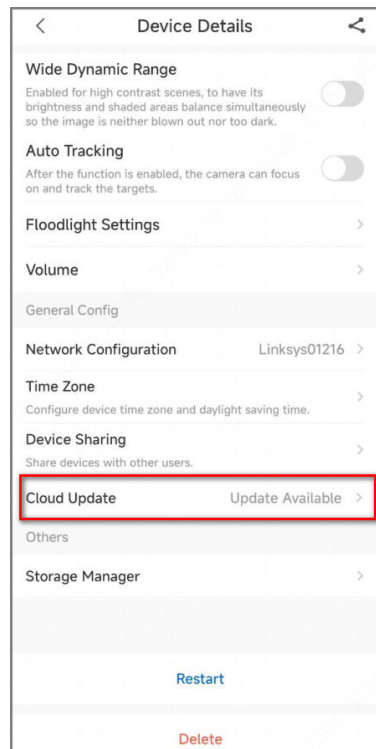 Device Details
Wide Dynamic Range
Enabled for high contrast scenes, to have its
brightness and shaded areas balance simultaneously
so the image is neither blown out nor too dark.
Auto Tracking
After the function is enabled, the camera can focus
on and track the targets.
Floodlight Settings
Volume
General Config
Network Configuration Linksys01216
Time Zone
Configure device time zone and daylight saving time.
Device Sharing
Share devices with other users.
Cloud Update Update Available
Others
Storage Manager
Restart
Delete